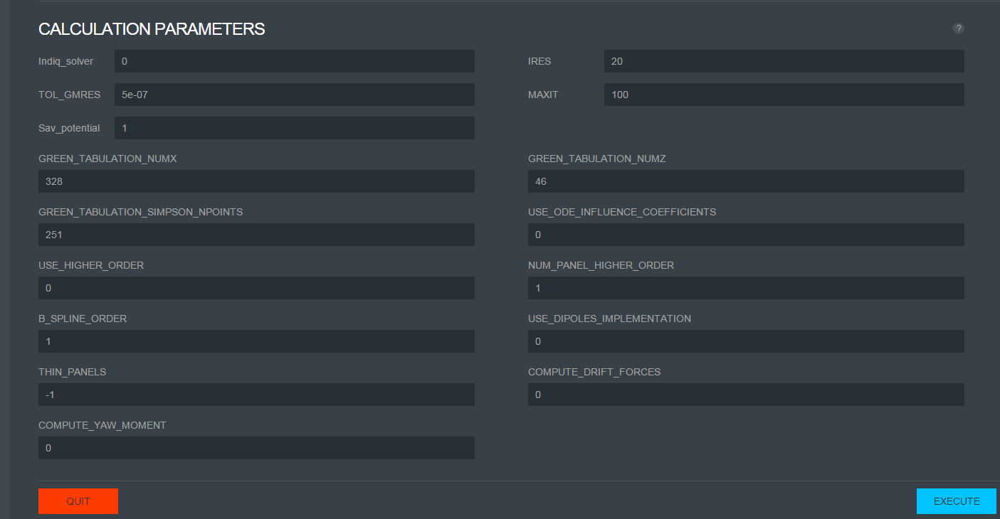 CALCULATION PARAMETERS
?
Indiq_solver 0 IRES 20
TOL_GMRES 5e-07 MAXIT 100
Sav_potential 1
GREEN_TABULATION_NUMX GREEN_TABULATION_NUMZ
328 46
GREEN_TABULATION_SIMPSON_NPOINTS USE_ODE_INFLUENCE_COEFFICIENTS
251 0
USE_HIGHER_ORDER NUM_PANEL_HIGHER_ORDER
0 1
B_SPLINE_ORDER USE_DIPOLES_IMPLEMENTATION
1 0
THIN_PANELS COMPUTE_DRIFT_FORCES
-1 0
COMPUTE_YAW_MOMENT
0
QUIT EXECUTE